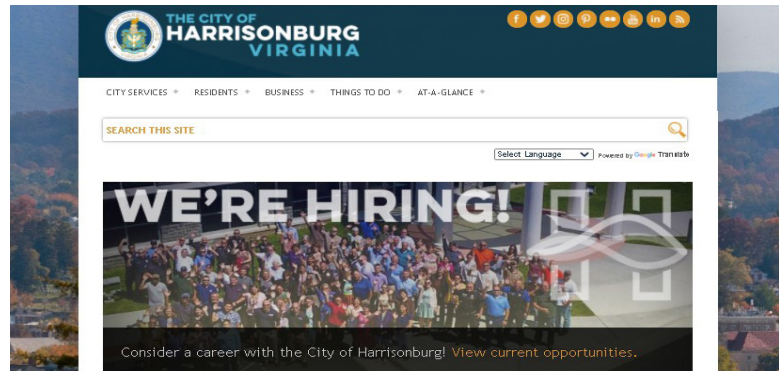 THE CITY OF
HARRISONBURG
VIRGINIA
CITY SERVICES + RESIDENTS + BUSINESS + THINGS TO DO + AT-A-GLANCE +
SEARCH THIS SITE
Select Language Powered by Google Translate
WE'RE HIRING!
Consider a career with the City of Harrisonburg! View current opportunities.